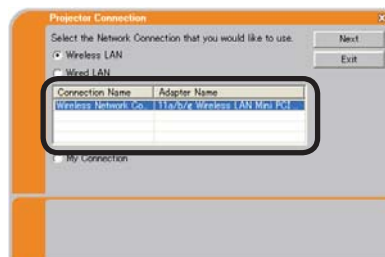 Projector Connection x
Select the Network Connection that you would like to use.
Next
Wireless LAN
Exit
Wired LAN
Connection Name Adapter Name
Wireless Network Co.. 11a/b/g Wireless LAN Mini PCI ...
My Connection